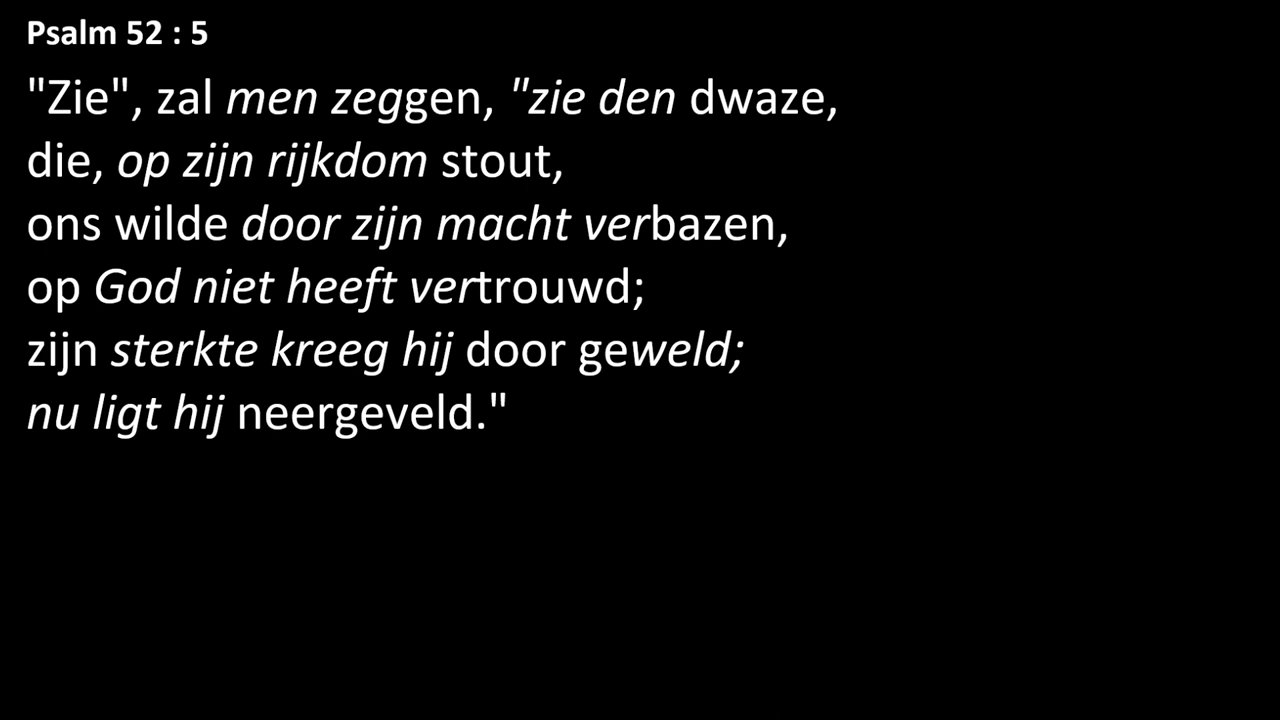 Psalm 52 : 5
"Zie", zal men zeggen, "zie den dwaze,
die, op zijn rijkdom stout,
ons wilde door zijn macht verbazen,
op God niet heeft vertrouwd;
zijn sterkte kreeg hij door geweld;
nu ligt hij neergeveld."